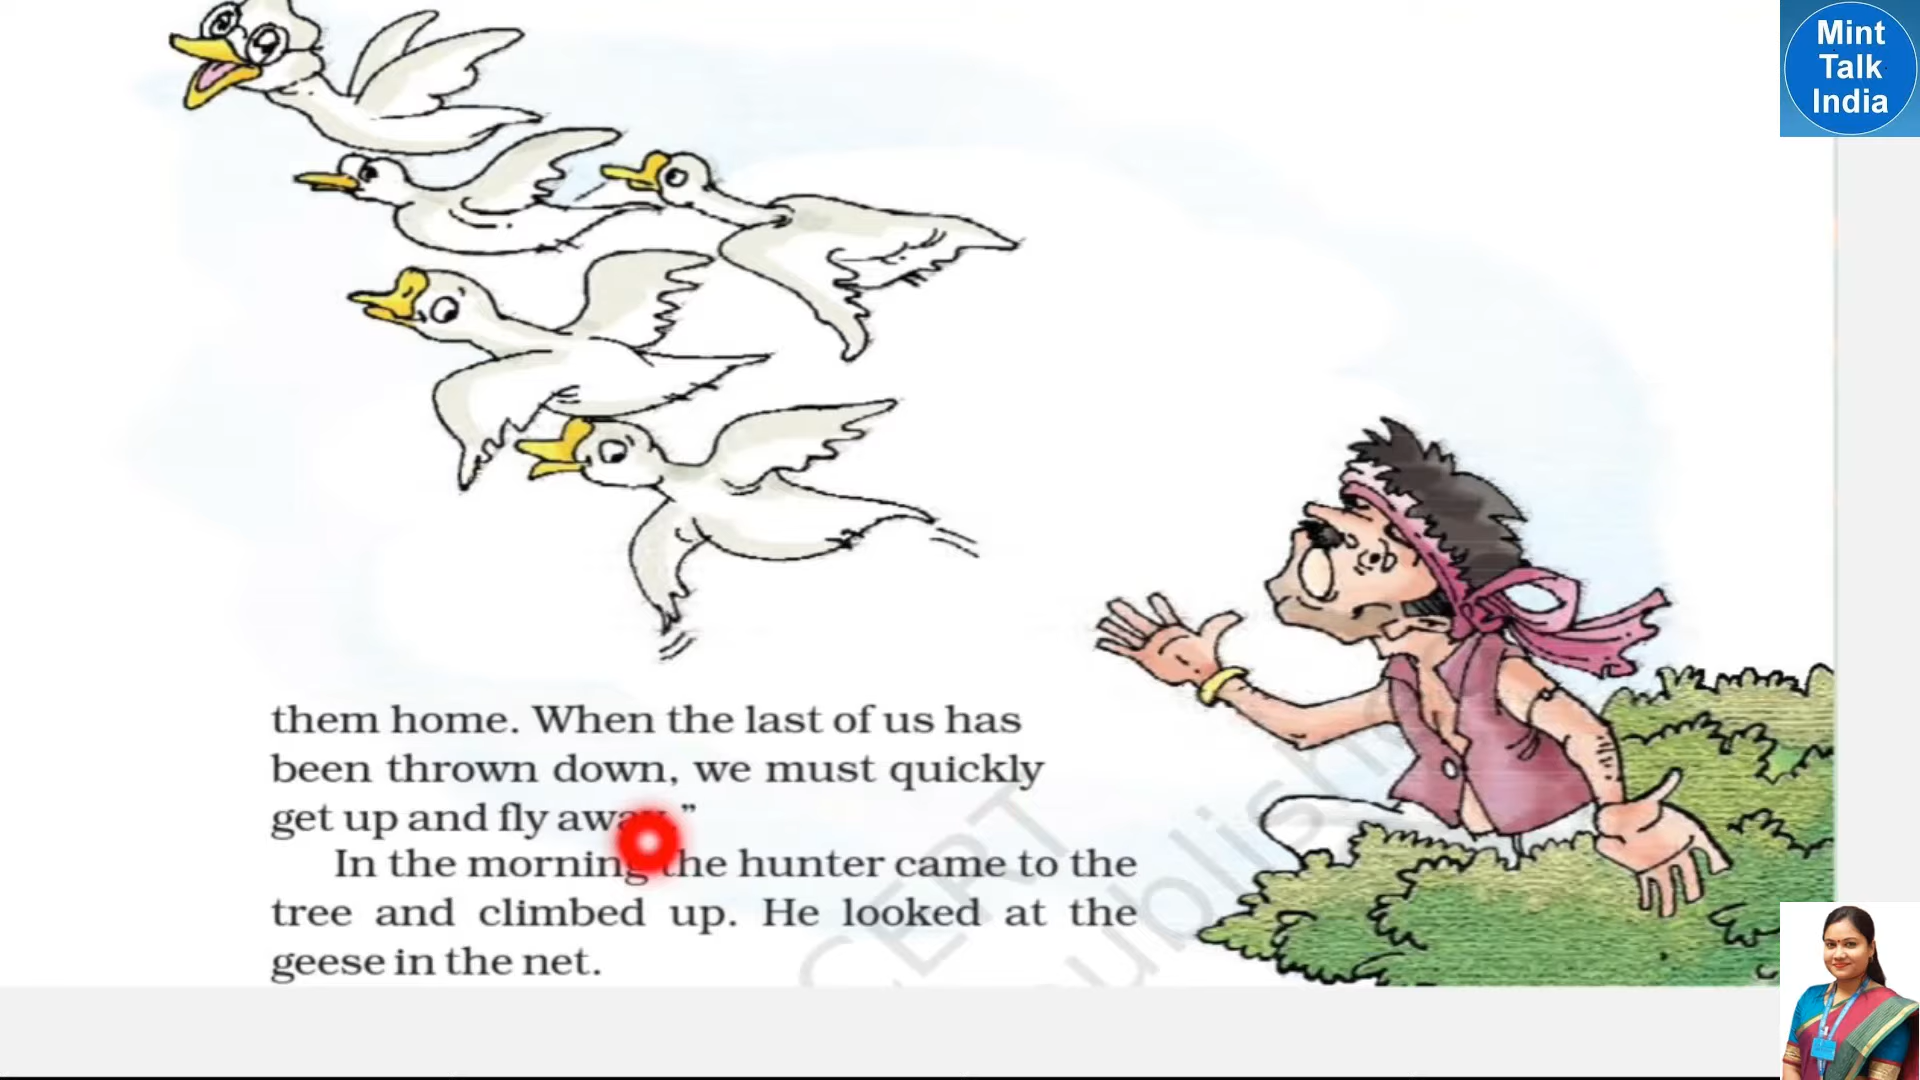 Mint
Talk
India
them home. When the last of us has
been thrown down, we must quickly
get up and fly away.”
In the morning the hunter came to the
tree and climbed up. He looked at the
geese in the net.